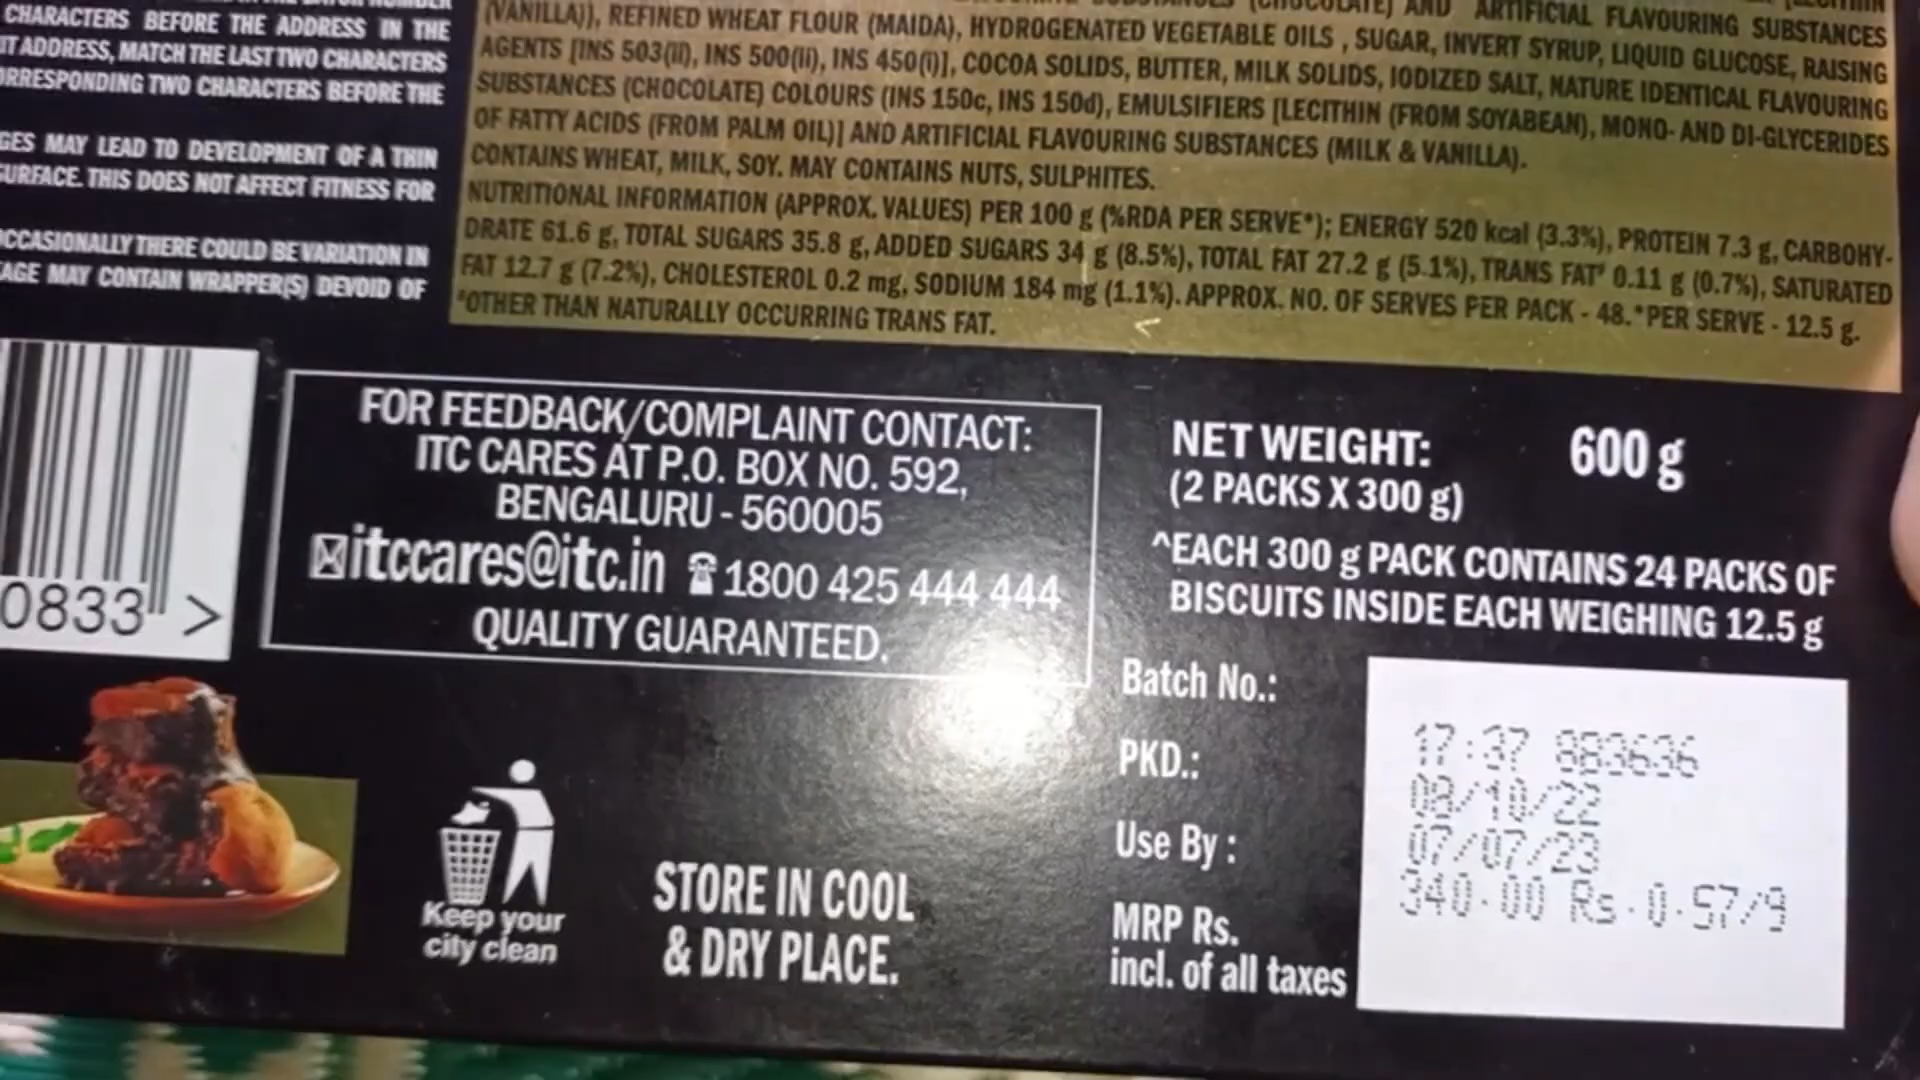 CHARACTERS BEFORE THE ADDRESS IN THE
ADDRESS, MATCH THE LAST TWO CHARACTERS
TWO CHARACTERS BEFORE THE
MAY LEAD TO DEVELOPMENT OF A THIN
THIS DOES NOT AFFECT FITNESS FOR
OCCASIONALLY THERE COULD BE VARIATION IN
MAY CONTAIN WRAPPER(S) DEVOID OF
(CHOCOLATE) AND ARTIFICIAL FLAVOURING SUBSTANCES
(VANILLA)), REFINED WHEAT FLOUR (MAIDA), HYDROGENATED VEGETABLE OILS , SUGAR, INVERT SYRUP, LIQUID GLUCOSE, RAISING
AGENTS [INS 503(II), INS 500(II), INS 450(I)], COCOA SOLIDS, BUTTER, MILK SOLIDS, IODIZED SALT, NATURE IDENTICAL FLAVOURING
SUBSTANCES (CHOCOLATE) COLOURS (INS 150c, INS 150d), EMULSIFIERS [LECITHIN (FROM SOYABEAN), MONO- AND DI-GLYCERIDES
OF FATTY ACIDS (FROM PALM OIL)] AND ARTIFICIAL FLAVOURING SUBSTANCES (MILK & VANILLA).
CONTAINS WHEAT, MILK, SOY. MAY CONTAINS NUTS, SULPHITES.
NUTRITIONAL INFORMATION (APPROX. VALUES) PER 100 g (%RDA PER SERVE*); ENERGY 520 kcal (3.3%), PROTEIN 7.3 g, CARBOHY-
DRATE 61.6 g, TOTAL SUGARS 35.8 g, ADDED SUGARS 34 g (8.5%), TOTAL FAT 27.2 g (5.1%), TRANS FAT# 0.11 g (0.7%), SATURATED
FAT 12.7 g (7.2%), CHOLESTEROL 0.2 mg, SODIUM 184 mg (1.1%). APPROX. NO. OF SERVES PER PACK - 48. *PER SERVE - 12.5 g.
#OTHER THAN NATURALLY OCCURRING TRANS FAT.
0833 >
FOR FEEDBACK/COMPLAINT CONTACT:
ITC CARES AT P.O. BOX NO. 592,
BENGALURU - 560005
itccares@itc.in 1800 425 444 444
QUALITY GUARANTEED.
NET WEIGHT: 600 g
(2 PACKS X 300 g)
^EACH 300 g PACK CONTAINS 24 PACKS OF
BISCUITS INSIDE EACH WEIGHING 12.5 g
Batch No.: 17:37 883636
PKD.: 08/10/22
Use By : 07/07/23
MRP Rs. 340.00 Rs.0.57/g
incl. of all taxes
Keep your
city clean
STORE IN COOL
& DRY PLACE.